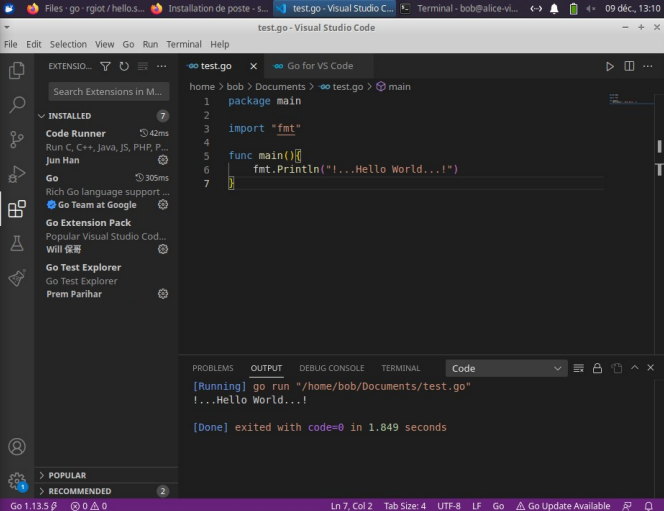 Files · go · rgiot / hello.s...
Installation de poste - s...
test.go - Visual Studio C...
Terminal - bob@alice-vi...
09 déc., 13:10
test.go - Visual Studio Code
File Edit Selection View Go Run Terminal Help
EXTENSIO...
test.go
Go for VS Code
Search Extensions in M...
home > bob > Documents > test.go > main
INSTALLED 7
Code Runner 42ms
Run C, C++, Java, JS, PHP, P...
Jun Han
Go 305ms
Rich Go language support ...
Go Team at Google
Go Extension Pack
Popular Visual Studio Cod...
Will 保哥
Go Test Explorer
Go Test Explorer
Prem Parihar
1 package main
2
3 import "fmt"
4
5 func main(){
6 fmt.Println("!...Hello World...!")
7 }
PROBLEMS OUTPUT DEBUG CONSOLE TERMINAL Code
[Running] go run "/home/bob/Documents/test.go"
!...Hello World...!
[Done] exited with code=0 in 1.849 seconds
POPULAR
RECOMMENDED 2
1
Go 1.13.5 0 0 Ln 7, Col 2 Tab Size: 4 UTF-8 LF Go Go Update Available